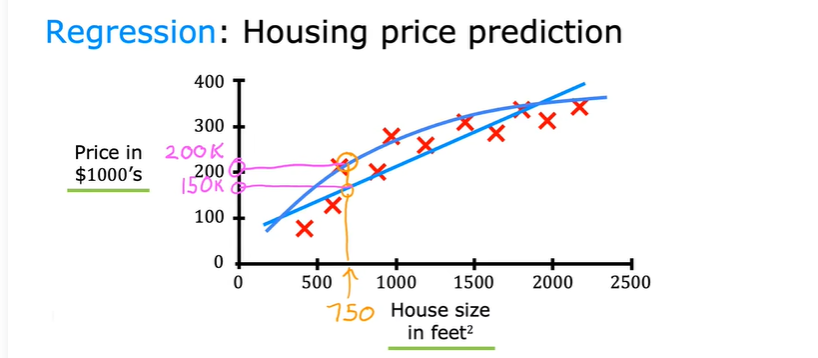 Regression: Housing price prediction
400
300
Price in
$1000's
200K
200
150K
100
0
0 500 1000 1500 2000 2500
750
House size
in feet²